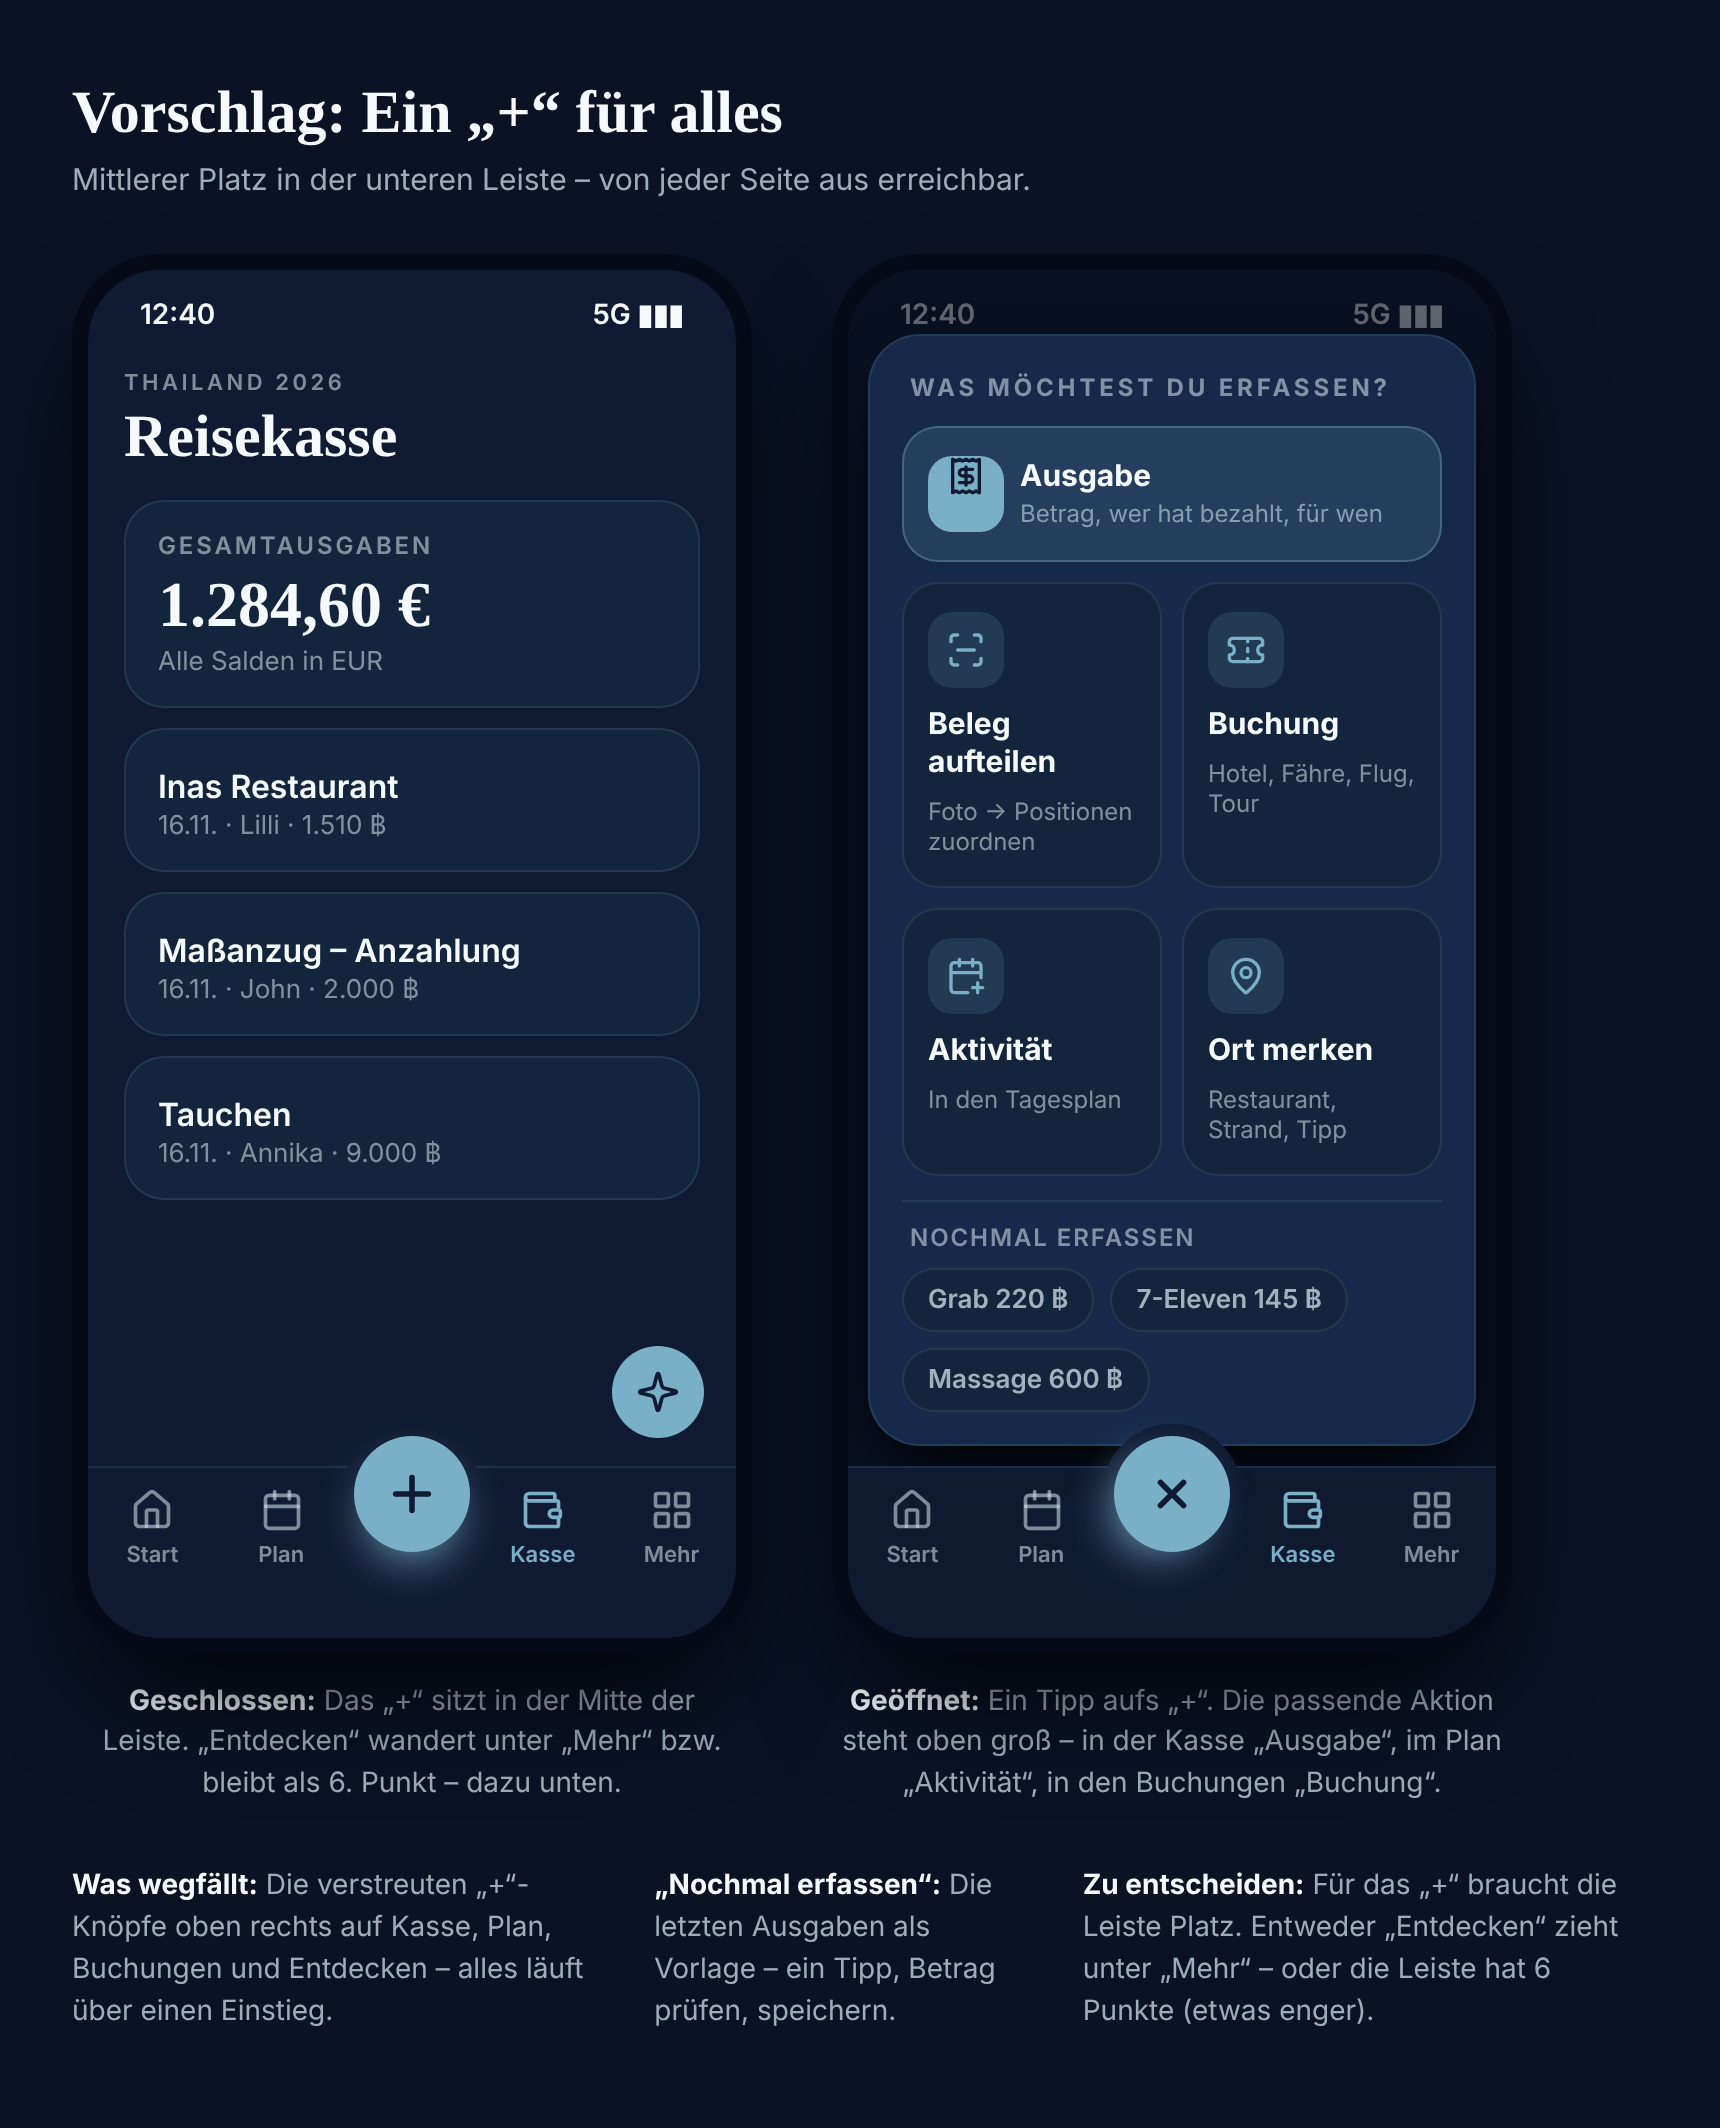 Vorschlag: Ein „+“ für alles
Mittlerer Platz in der unteren Leiste – von jeder Seite aus erreichbar.
12:40
5G
THAILAND 2026
Reisekasse
GESAMTAUSGABEN
1.284,60 €
Alle Salden in EUR
Inas Restaurant
16.11. · Lilli · 1.510 ฿
Maßanzug – Anzahlung
16.11. · John · 2.000 ฿
Tauchen
16.11. · Annika · 9.000 ฿
Start
Plan
Kasse
Mehr
Geschlossen: Das „+“ sitzt in der Mitte der
Leiste. „Entdecken“ wandert unter „Mehr“ bzw.
bleibt als 6. Punkt – dazu unten.
12:40
5G
WAS MÖCHTEST DU ERFASSEN?
Ausgabe
Betrag, wer hat bezahlt, für wen
Beleg
aufteilen
Foto → Positionen
zuordnen
Buchung
Hotel, Fähre, Flug,
Tour
Aktivität
In den Tagesplan
Ort merken
Restaurant,
Strand, Tipp
NOCHMAL ERFASSEN
Grab 220 ฿
7-Eleven 145 ฿
Massage 600 ฿
Start
Plan
Kasse
Mehr
Geöffnet: Ein Tipp aufs „+“. Die passende Aktion
steht oben groß – in der Kasse „Ausgabe“, im Plan
„Aktivität“, in den Buchungen „Buchung“.
Was wegfällt: Die verstreuten „+“-
Knöpfe oben rechts auf Kasse, Plan,
Buchungen und Entdecken – alles läuft
über einen Einstieg.
„Nochmal erfassen“: Die
letzten Ausgaben als
Vorlage – ein Tipp, Betrag
prüfen, speichern.
Zu entscheiden: Für das „+“ braucht die
Leiste Platz. Entweder „Entdecken“ zieht
unter „Mehr“ – oder die Leiste hat 6
Punkte (etwas enger).